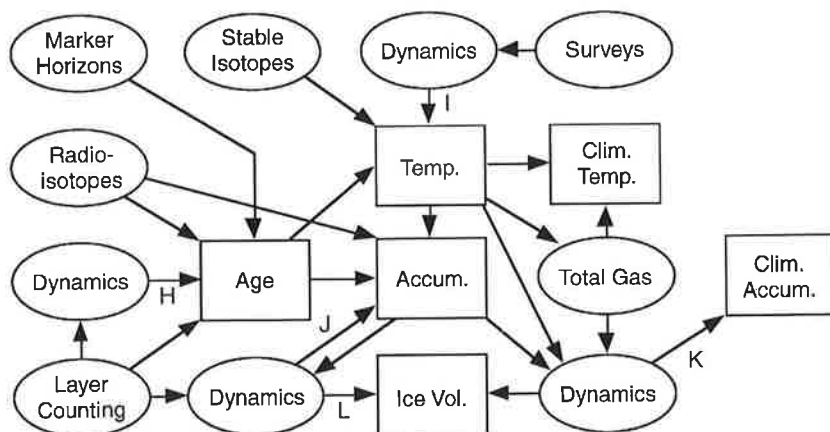 Marker
Horizons
Stable
Isotopes
Dynamics
Surveys
I
Radio-
isotopes
Temp.
Clim.
Temp.
Dynamics
H
Age
Accum.
Total Gas
Clim.
Accum.
J
K
Layer
Counting
Dynamics
L
Ice Vol.
Dynamics